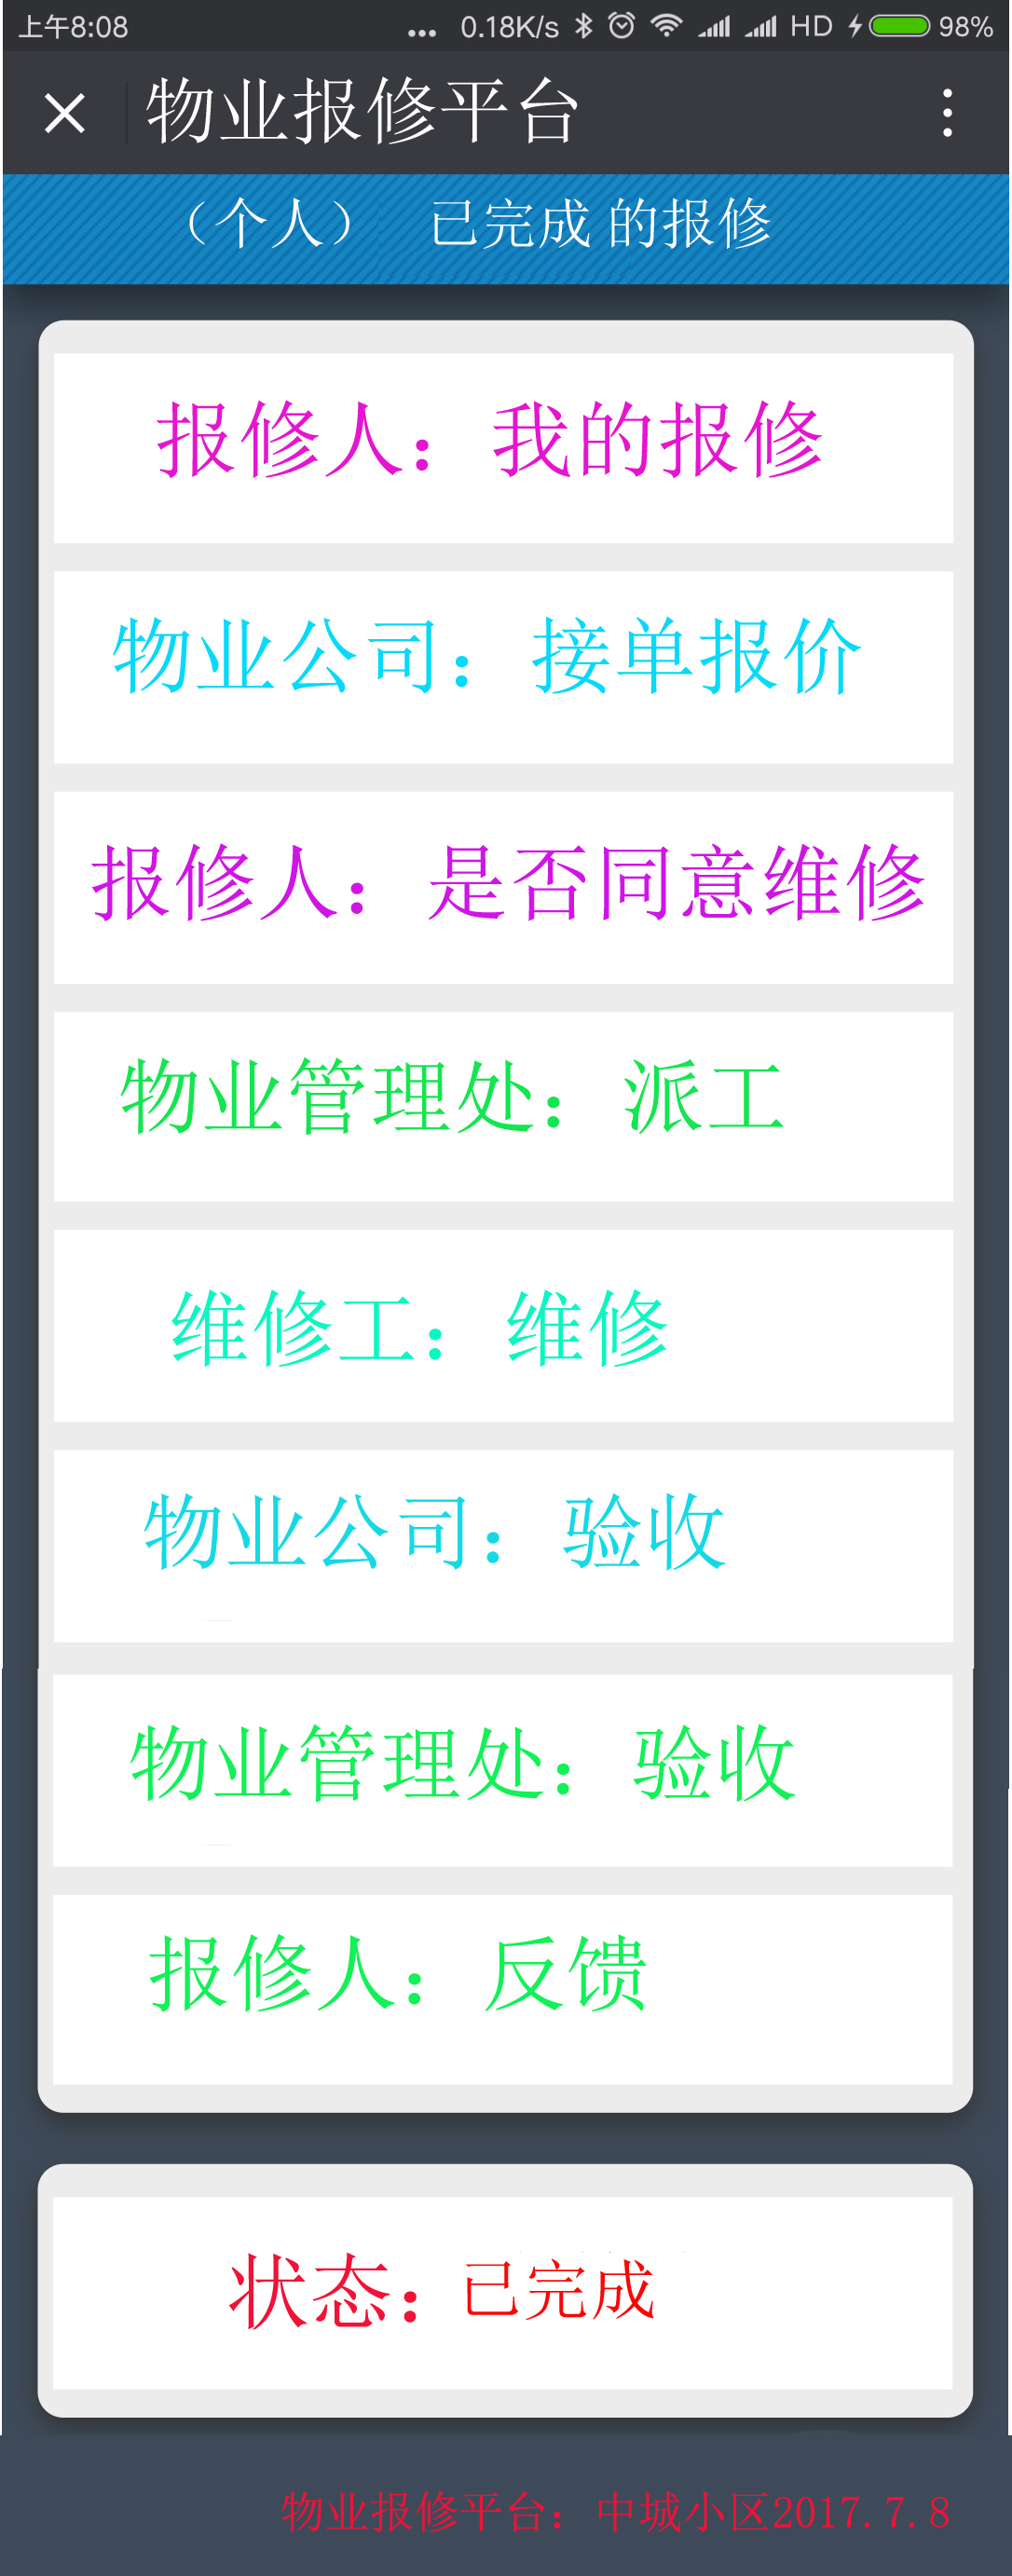 上午8:08 ... 0.18K/s HD 98%
物业报修平台
（个人） 已完成 的报修
报修人：我的报修
物业公司：接单报价
报修人：是否同意维修
物业管理处：派工
维修工：维修
物业公司：验收
物业管理处：验收
报修人：反馈
状态：已完成
物业报修平台：中城小区2017.7.8